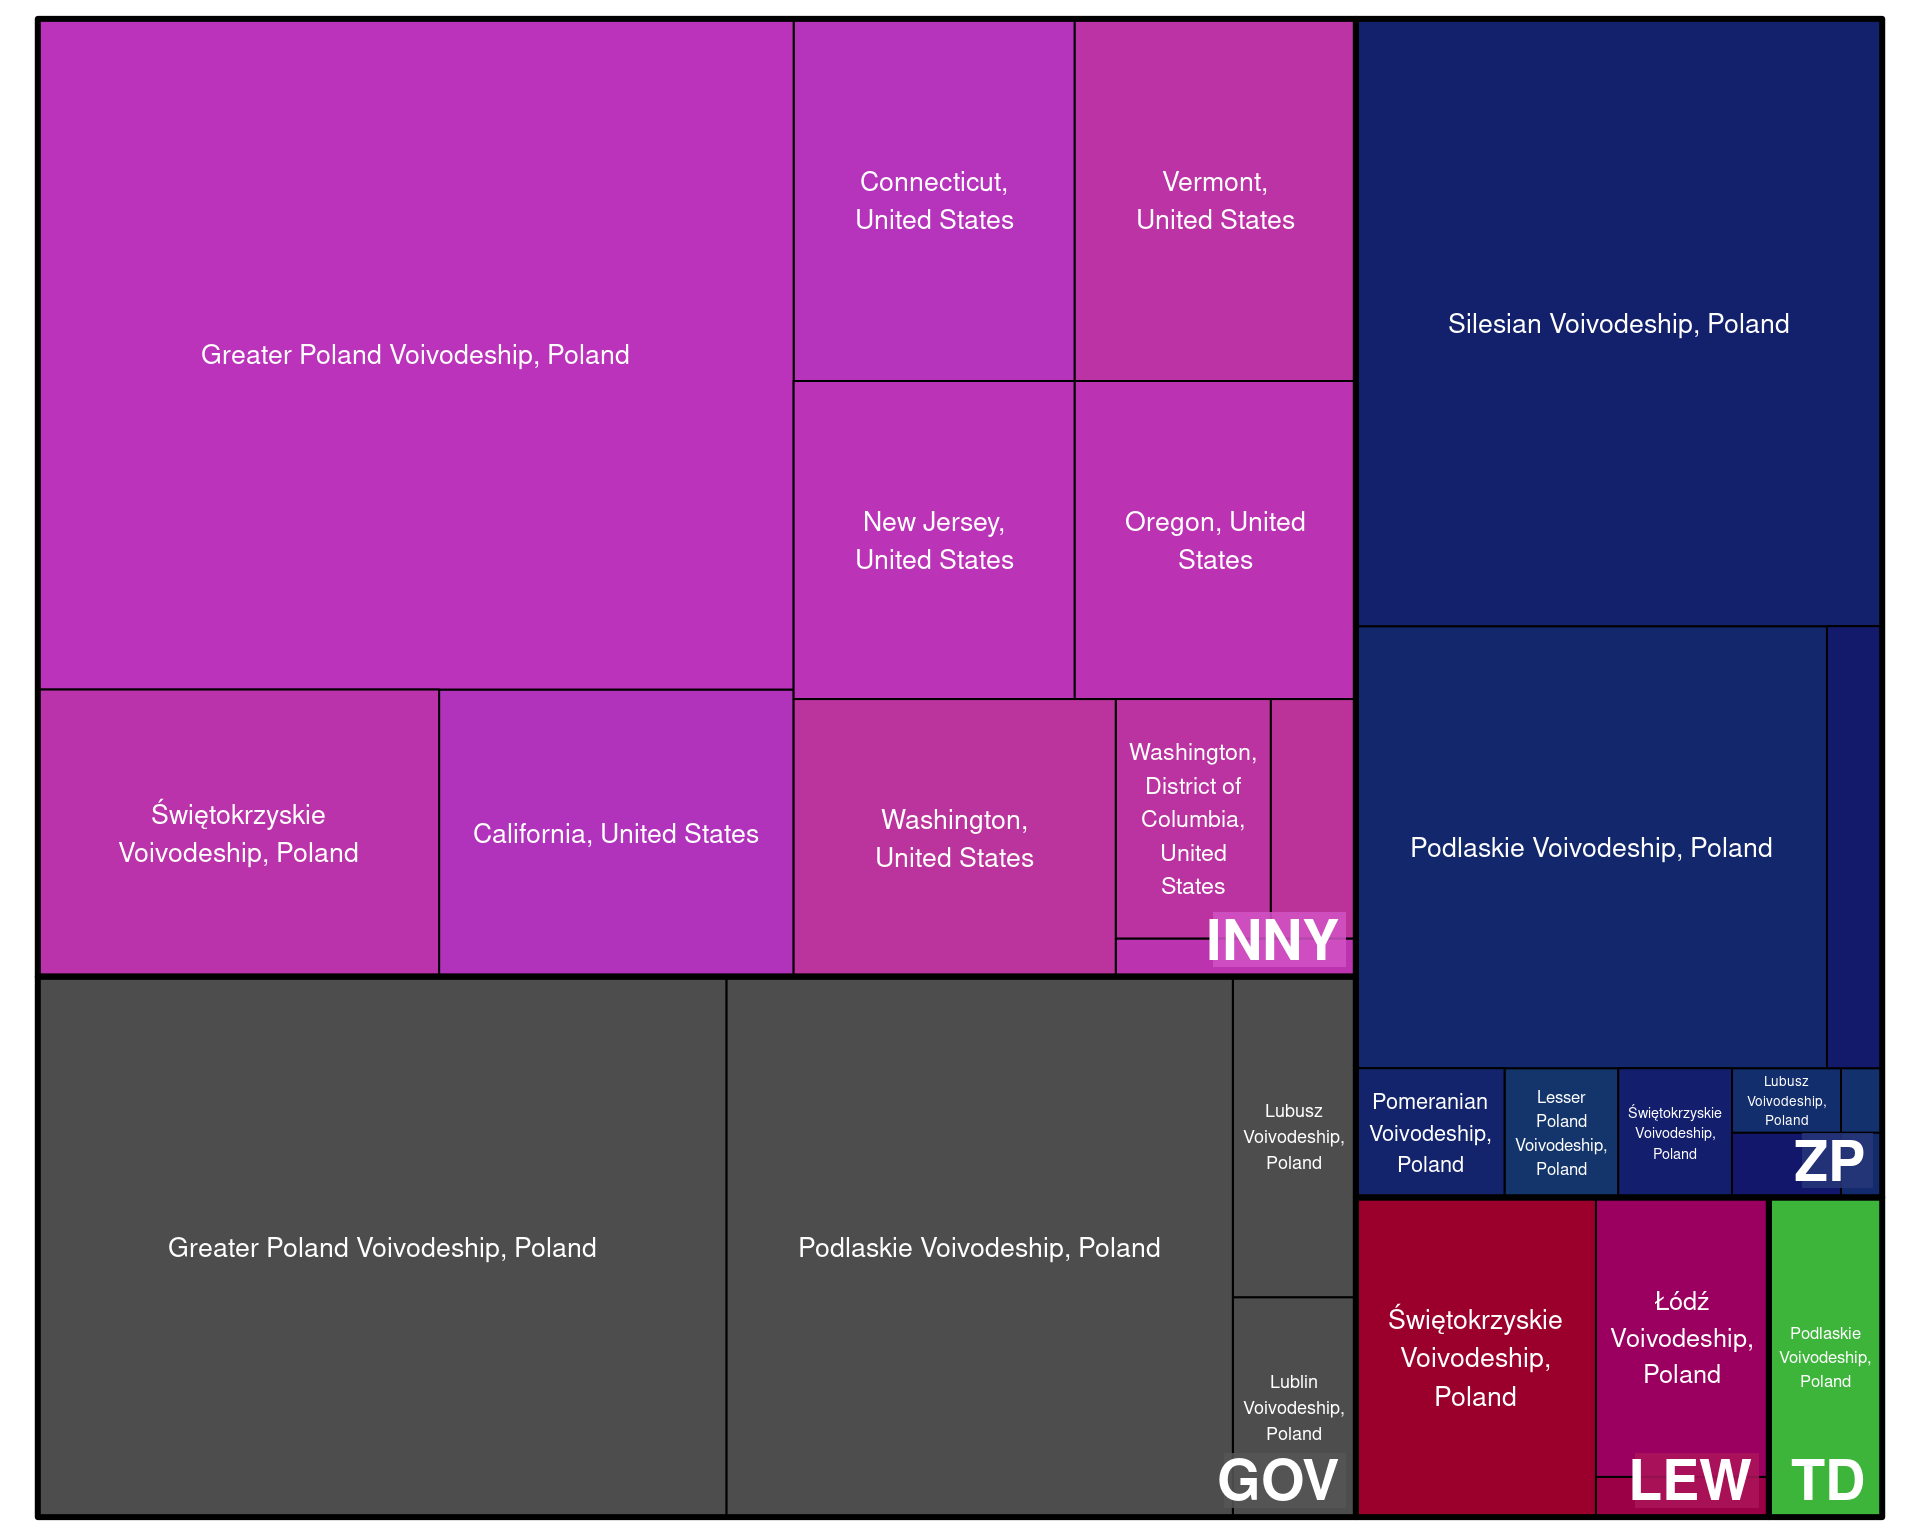 Greater Poland Voivodeship, Poland
Connecticut,
United States
Vermont,
United States
New Jersey,
United States
Oregon, United
States
Świętokrzyskie
Voivodeship, Poland
California, United States
Washington,
United States
Washington,
District of
Columbia,
United
States
INNY
Silesian Voivodeship, Poland
Podlaskie Voivodeship, Poland
Pomeranian
Voivodeship,
Poland
Lesser
Poland
Voivodeship,
Poland
Świętokrzyskie
Voivodeship,
Poland
Lubusz
Voivodeship,
Poland
ZP
Greater Poland Voivodeship, Poland
Podlaskie Voivodeship, Poland
Lubusz
Voivodeship,
Poland
Lublin
Voivodeship,
Poland
GOV
Świętokrzyskie
Voivodeship,
Poland
Łódź
Voivodeship,
Poland
LEW
Podlaskie
Voivodeship,
Poland
TD